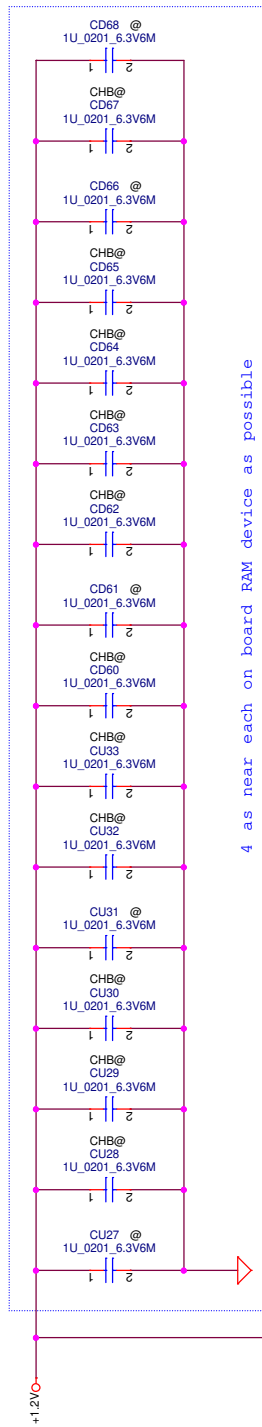 CD68 @
1U_0201_6.3V6M
1 2
CHB@
CD67
1U_0201_6.3V6M
1 2
CD66 @
1U_0201_6.3V6M
1 2
CHB@
CD65
1U_0201_6.3V6M
1 2
CHB@
CD64
1U_0201_6.3V6M
1 2
CHB@
CD63
1U_0201_6.3V6M
1 2
CHB@
CD62
1U_0201_6.3V6M
1 2
CD61 @
1U_0201_6.3V6M
1 2
CHB@
CD60
1U_0201_6.3V6M
1 2
CHB@
CU33
1U_0201_6.3V6M
1 2
CHB@
CU32
1U_0201_6.3V6M
1 2
CU31 @
1U_0201_6.3V6M
1 2
CHB@
CU30
1U_0201_6.3V6M
1 2
CHB@
CU29
1U_0201_6.3V6M
1 2
CHB@
CU28
1U_0201_6.3V6M
1 2
CU27 @
1U_0201_6.3V6M
1 2
4 as near each on board RAM device as possible
+1.2V